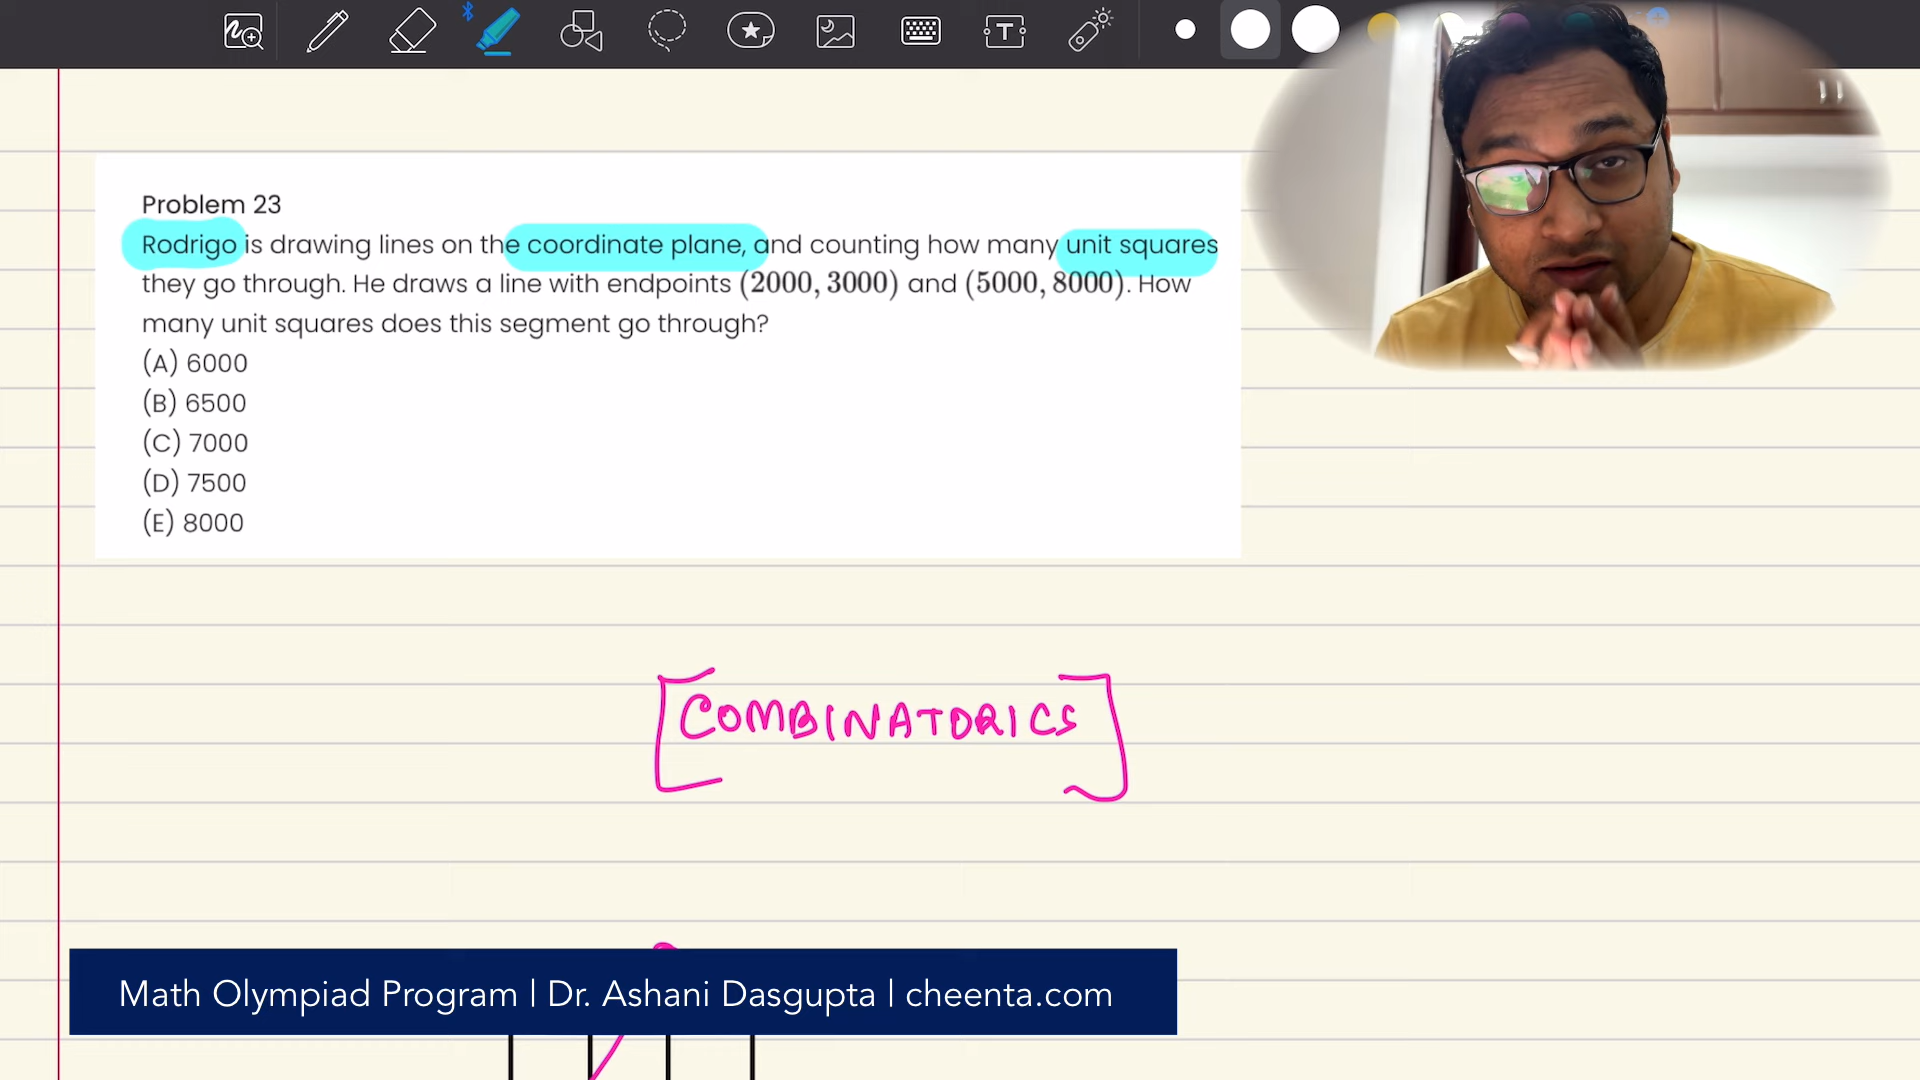 Problem 23
Rodrigo is drawing lines on the coordinate plane, and counting how many unit squares
they go through. He draws a line with endpoints (2000, 3000) and (5000, 8000). How
many unit squares does this segment go through?
(A) 6000
(B) 6500
(C) 7000
(D) 7500
(E) 8000
COMBINATORICS
Math Olympiad Program | Dr. Ashani Dasgupta | cheenta.com